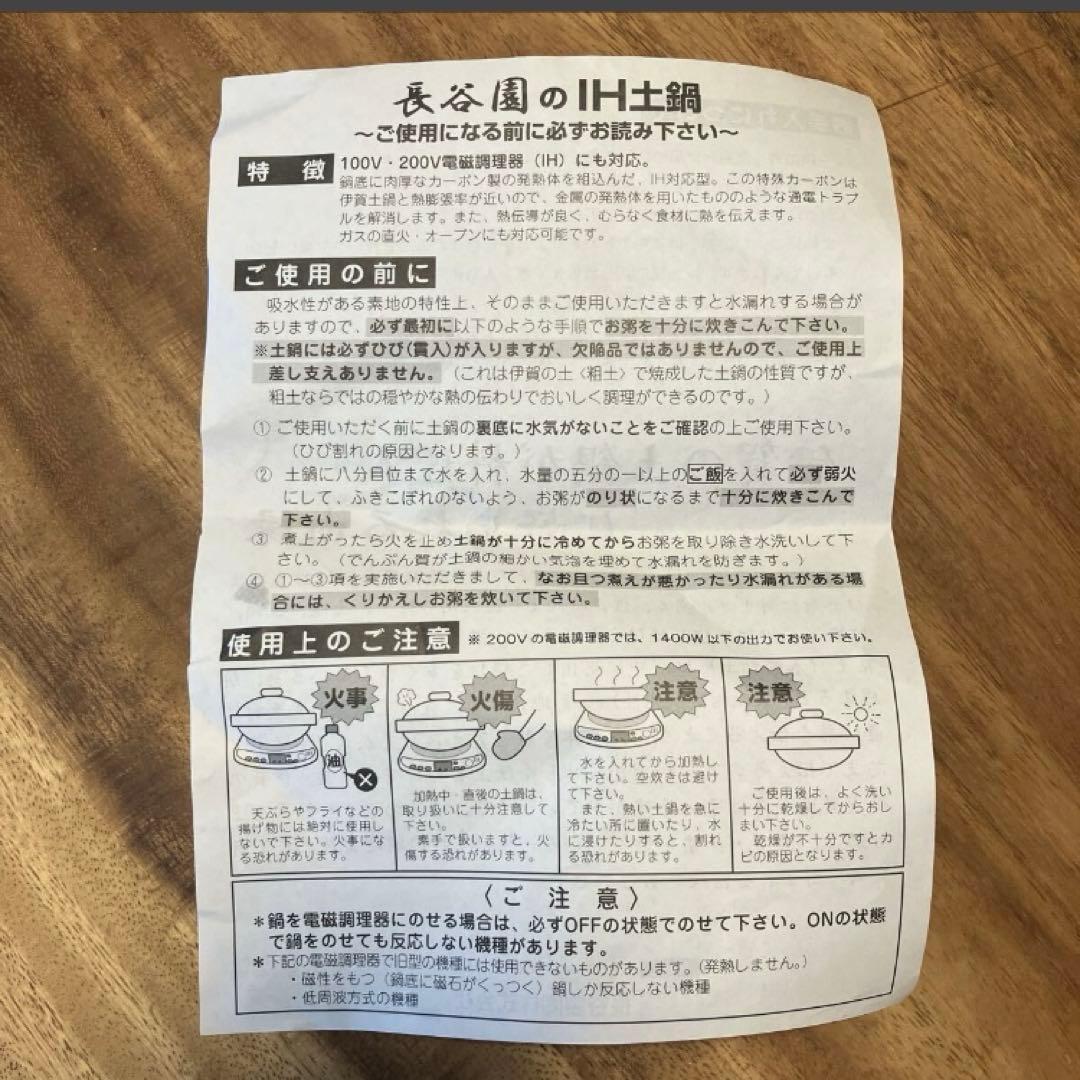 長谷園のIH土鍋
～ご使用になる前に必ずお読み下さい～
特徴
100V・200V電磁調理器（IH）にも対応。
鍋底に肉厚なカーボン製の発熱体を組込んだ、IH対応型。この特殊カーボンは
伊賀土鍋と熱膨張率が近いので、金属の発熱体を用いたもののような通電トラブ
ルを解消します。また、熱伝導が良く、むらなく食材に熱を伝えます。
ガスの直火・オーブンにも対応可能です。
ご使用の前に
吸水性がある素地の特性上、そのままご使用いただきますと水漏れする場合が
ありますので、必ず最初に以下のような手順でお粥を十分に炊きこんで下さい。
※土鍋には必ずひび(貫入)が入りますが、欠陥品ではありませんので、ご使用上
差し支えありません。（これは伊賀の土〈粗土〉で焼成した土鍋の性質ですが、
粗土ならではの穏やかな熱の伝わりでおいしく調理ができるのです。）
① ご使用いただく前に土鍋の裏底に水気がないことをご確認の上ご使用下さい。
（ひび割れの原因となります。）
② 土鍋に八分目位まで水を入れ、水量の五分の一以上のご飯を入れて必ず弱火
にして、ふきこぼれのないよう、お粥がのり状になるまで十分に炊きこんで
下さい。
③ 煮上がったら火を止め土鍋が十分に冷めてからお粥を取り除き水洗いして下
さい。（でんぷん質が土鍋の細かい気泡を埋めて水漏れを防ぎます。）
④ ①～③項を実施いただきまして、なお且つ煮えが悪かったり水漏れがある場
合には、くりかえしお粥を炊いて下さい。
使用上のご注意 ※ 200Vの電磁調理器では、1400W以下の出力でお使い下さい。
火事
油
天ぷらやフライなどの
揚げ物には絶対に使用し
ないで下さい。火事にな
る恐れがあります。
火傷
加熱中・直後の土鍋は、
取り扱いに十分注意して
下さい。
素手で扱いますと、火
傷する恐れがあります。
注意
水を入れてから加熱し
て下さい。空炊きは避け
て下さい。
また、熱い土鍋を急に
冷たい所に置いたり、水
に浸けたりすると、割れ
る恐れがあります。
注意
ご使用後は、よく洗い
十分に乾燥してからおし
まい下さい。
乾燥が不十分ですとカ
ビの原因となります。
〈ご注意〉
＊鍋を電磁調理器にのせる場合は、必ずOFFの状態でのせて下さい。ONの状態
で鍋をのせても反応しない機種があります。
＊下記の電磁調理器で旧型の機種には使用できないものがあります。（発熱しません。）
・磁性をもつ（鍋底に磁石がくっつく）鍋しか反応しない機種
・低周波方式の機種